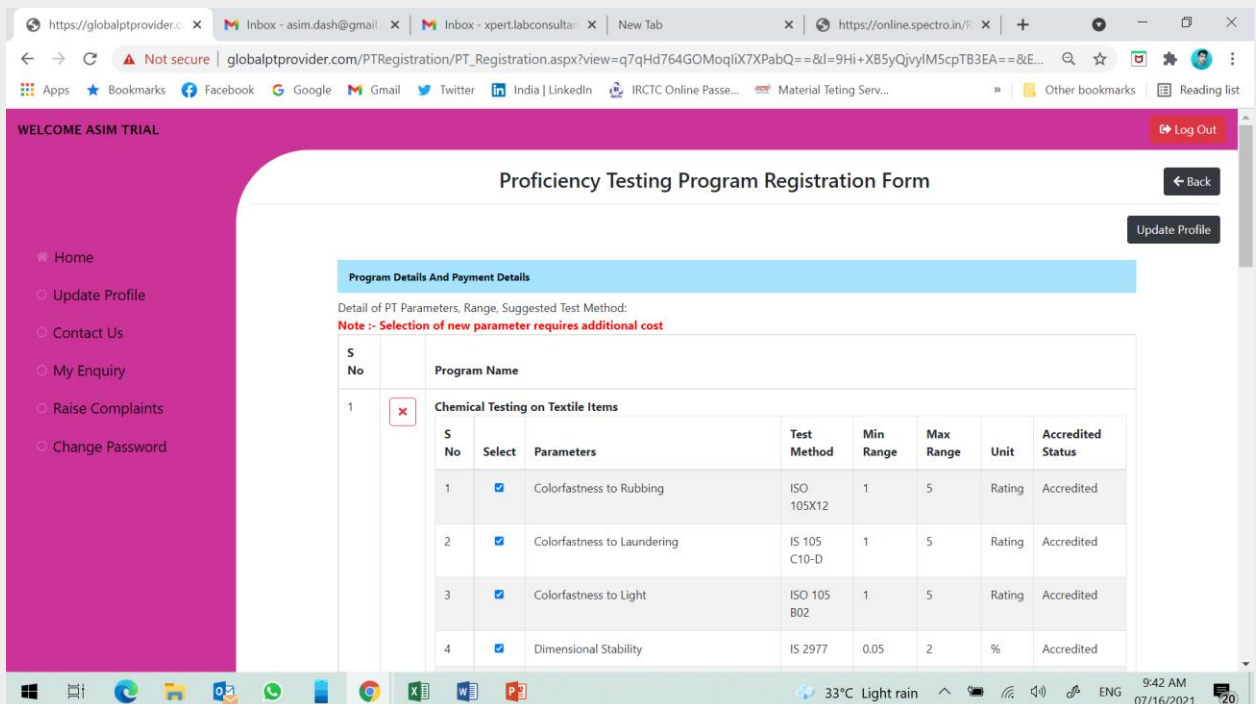 https://globalptprovider.c
Inbox - asim.dash@gmail.
Inbox - xpert.labconsultan
New Tab
https://online.spectro.in/R
Not secure | globalptprovider.com/PTRegistration/PT_Registration.aspx?view=q7qHd764GOMoqIiX7XPabQ==&l=9Hi+XB5yQjvylM5cpTB3EA==&E...
Apps Bookmarks Facebook Google Gmail Twitter India | LinkedIn IRCTC Online Passe... Material Teting Serv... » Other bookmarks Reading list
WELCOME ASIM TRIAL
Log Out
Proficiency Testing Program Registration Form
Back
Update Profile
Home
Update Profile
Contact Us
My Enquiry
Raise Complaints
Change Password
Program Details And Payment Details
Detail of PT Parameters, Range, Suggested Test Method:
Note :- Selection of new parameter requires additional cost
S No Program Name
1 Chemical Testing on Textile Items
S No Select Parameters Test Method Min Range Max Range Unit Accredited Status
1 Colorfastness to Rubbing ISO 105X12 1 5 Rating Accredited
2 Colorfastness to Laundering IS 105 C10-D 1 5 Rating Accredited
3 Colorfastness to Light ISO 105 B02 1 5 Rating Accredited
4 Dimensional Stability IS 2977 0.05 2 % Accredited
33°C Light rain ENG 9:42 AM
07/16/2021
20